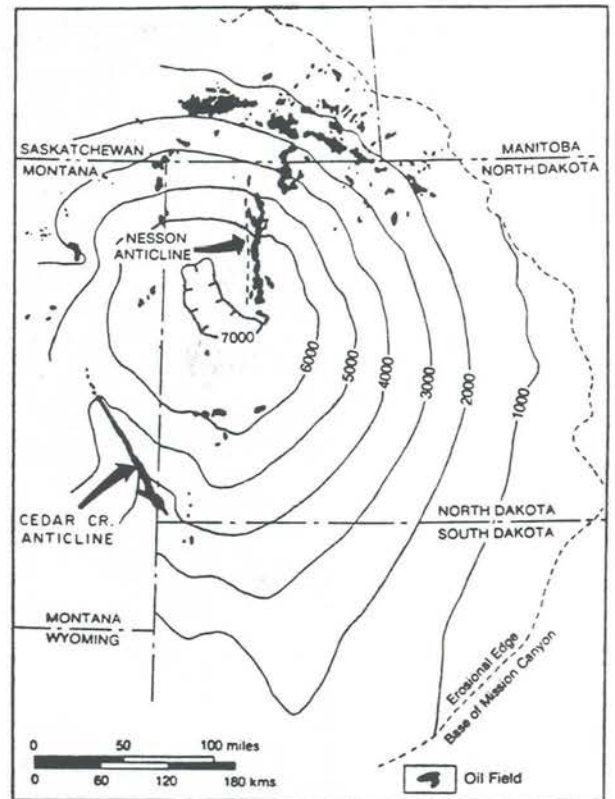 SASKATCHEWAN
MANITOBA
MONTANA
NORTH DAKOTA
NESSON
ANTICLINE
7000
6000
5000
4000
3000
2000
1000
CEDAR CR.
ANTICLINE
NORTH DAKOTA
SOUTH DAKOTA
MONTANA
WYOMING
Erosional Edge
Base of Mission Canyon
0 50 100 miles
0 60 120 180 kms.
Oil Field